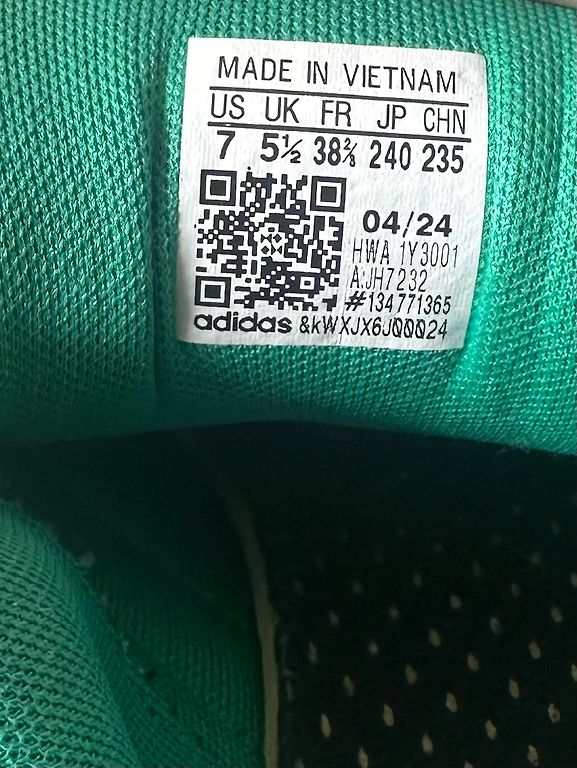 MADE IN VIETNAM
US UK FR JP CHN
7 5½ 38⅔ 240 235
04/24
HWA 1Y3001
A:JH7232
#134771365
adidas &kWXJX6J00024